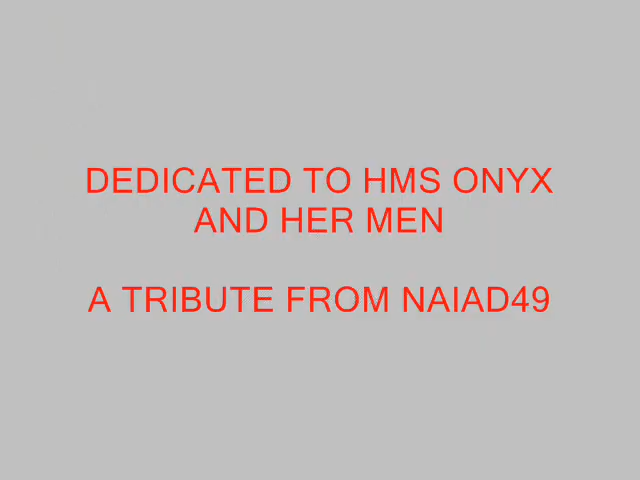 DEDICATED TO HMS ONYX
AND HER MEN
A TRIBUTE FROM NAIAD49